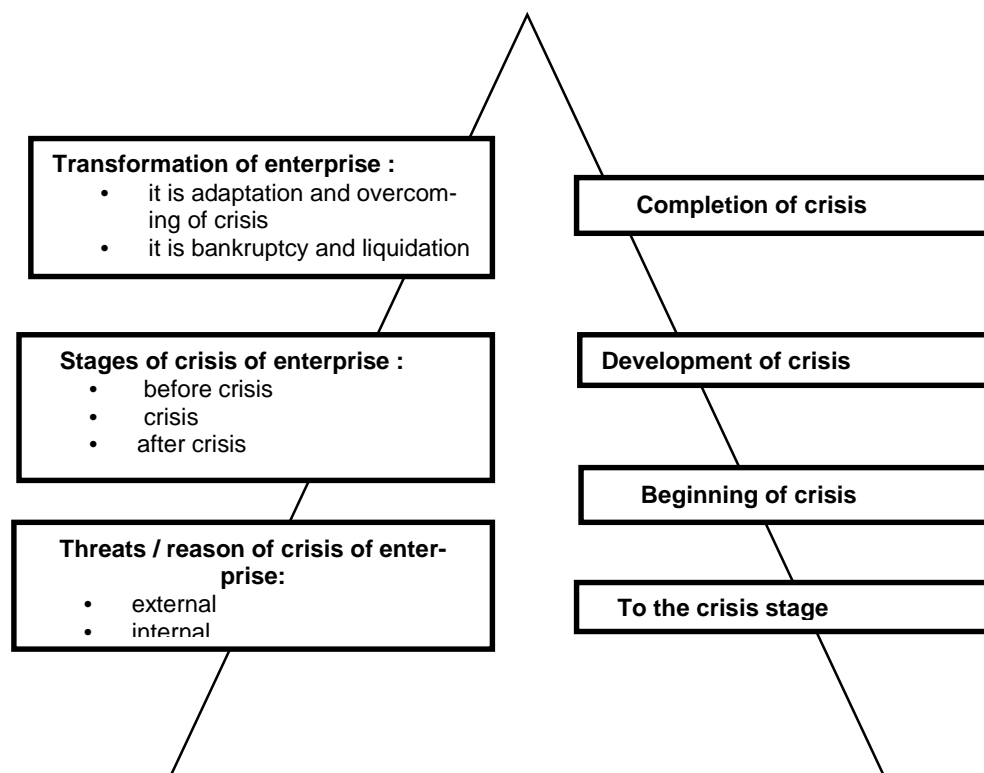 Transformation of enterprise :
• it is adaptation and overcom-
ing of crisis
• it is bankruptcy and liquidation
Stages of crisis of enterprise :
• before crisis
• crisis
• after crisis
Threats / reason of crisis of enter-
prise:
• external
• internal
Completion of crisis
Development of crisis
Beginning of crisis
To the crisis stage